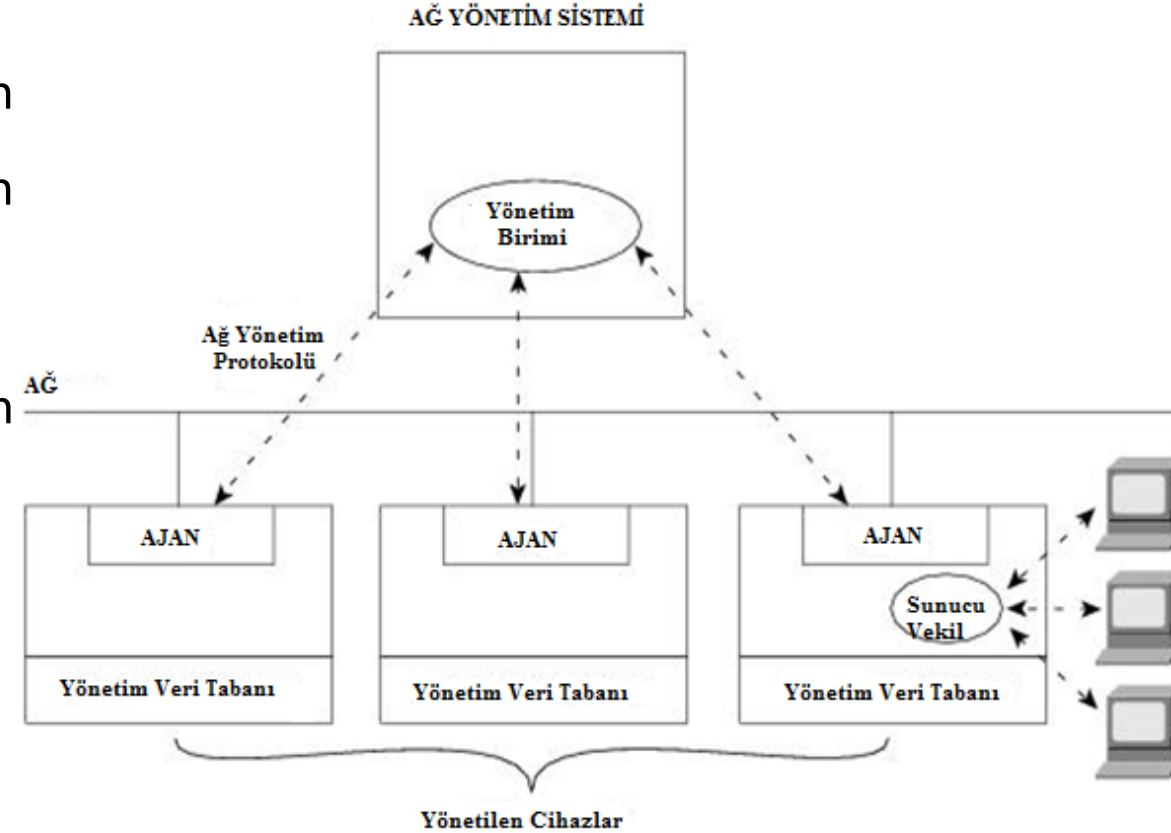 AĞ YÖNETİM SİSTEMİ
n
n
Yönetim
Birimi
Ağ Yönetim
Protokolü
AĞ
n
AJAN
AJAN
AJAN
Sunucu
Vekil
Yönetim Veri Tabanı
Yönetim Veri Tabanı
Yönetim Veri Tabanı
Yönetilen Cihazlar